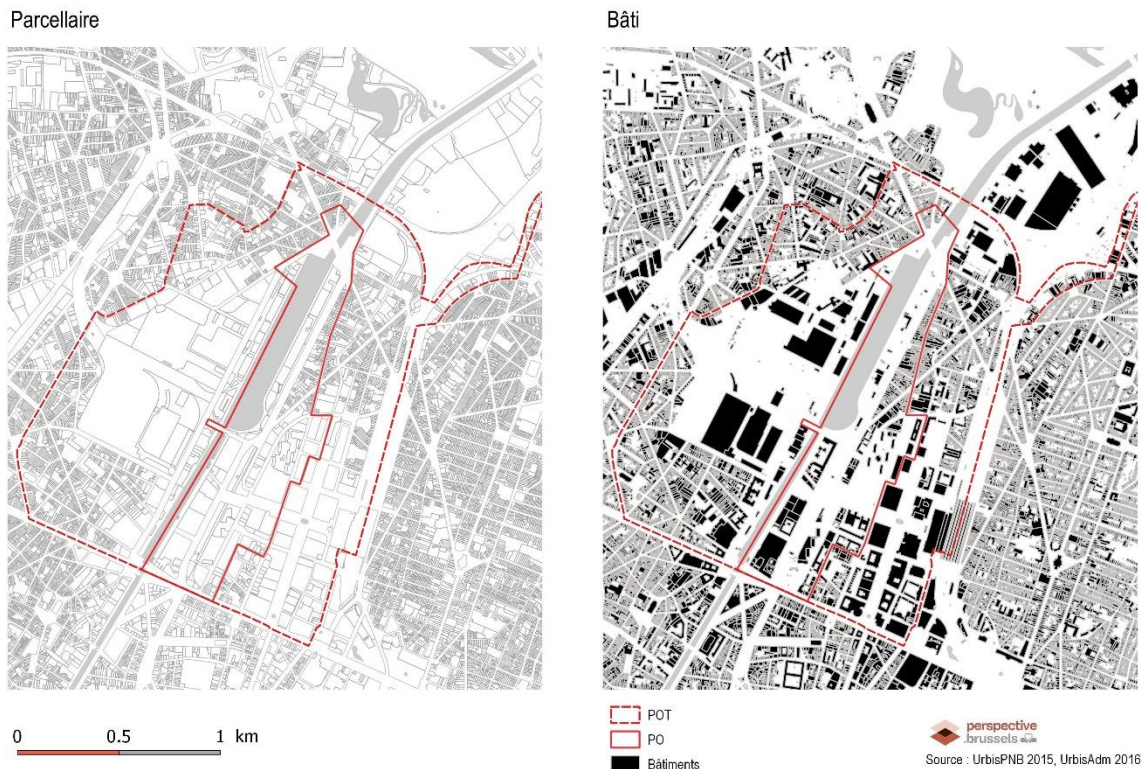 Parcellaire
Bâti
0 0.5 1 km
POT
PO
Bâtiments
perspective
.brussels
Source : UrbisPNB 2015, UrbisAdm 2016